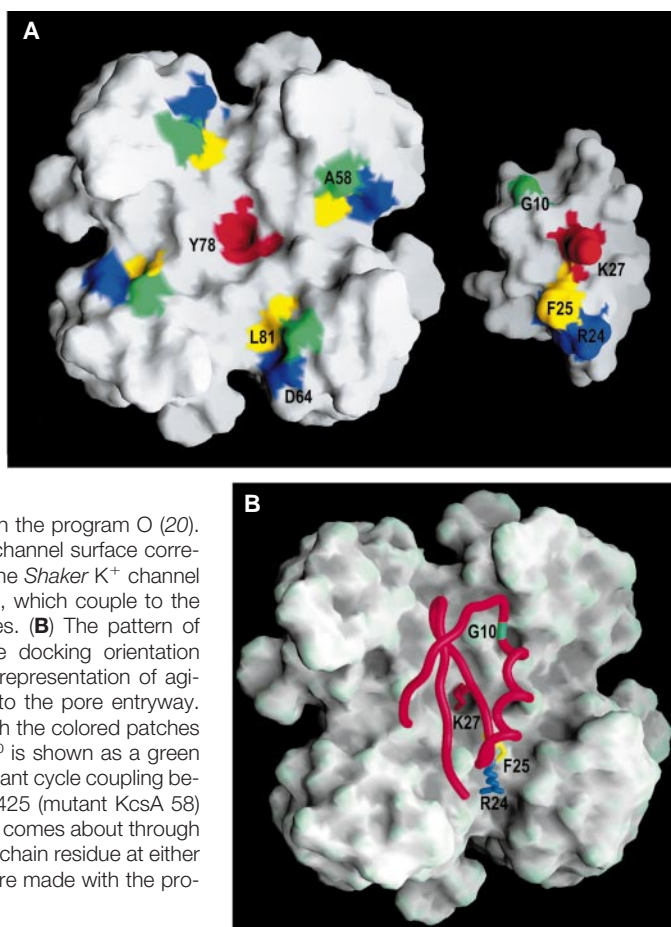 A
A58
G10
Y78
K27
F25
L81
R24
D64
n the program O (20).
channel surface corre-
ne Shaker K⁺ channel
, which couple to the
es. (B) The pattern of
e docking orientation
representation of agi-
to the pore entryway.
h the colored patches
⁰ is shown as a green
ant cycle coupling be-
425 (mutant KcsA 58)
comes about through
chain residue at either
re made with the pro-
B
G10
K27
F25
R24